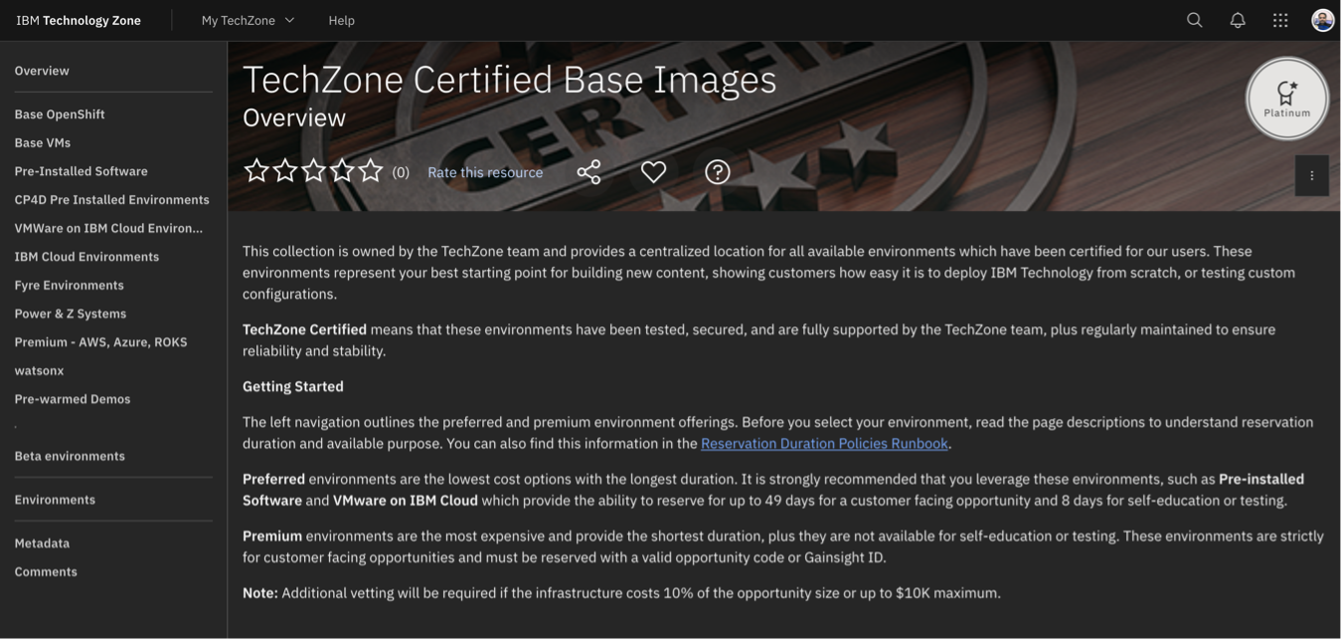 IBM Technology Zone
My TechZone
Help
Overview
Base OpenShift
Base VMs
Pre-Installed Software
CP4D Pre Installed Environments
VMWare on IBM Cloud Environ...
IBM Cloud Environments
Fyre Environments
Power & Z Systems
Premium - AWS, Azure, ROKS
watsonx
Pre-warmed Demos
.
Beta environments
Environments
Metadata
Comments
TechZone Certified Base Images
Overview
CERTIFIED
(0)
Rate this resource
Platinum
This collection is owned by the TechZone team and provides a centralized location for all available environments which have been certified for our users. These
environments represent your best starting point for building new content, showing customers how easy it is to deploy IBM Technology from scratch, or testing custom
configurations.
TechZone Certified means that these environments have been tested, secured, and are fully supported by the TechZone team, plus regularly maintained to ensure
reliability and stability.
Getting Started
The left navigation outlines the preferred and premium environment offerings. Before you select your environment, read the page descriptions to understand reservation
duration and available purpose. You can also find this information in the Reservation Duration Policies Runbook.
Preferred environments are the lowest cost options with the longest duration. It is strongly recommended that you leverage these environments, such as Pre-installed
Software and VMware on IBM Cloud which provide the ability to reserve for up to 49 days for a customer facing opportunity and 8 days for self-education or testing.
Premium environments are the most expensive and provide the shortest duration, plus they are not available for self-education or testing. These environments are strictly
for customer facing opportunities and must be reserved with a valid opportunity code or Gainsight ID.
Note: Additional vetting will be required if the infrastructure costs 10% of the opportunity size or up to $10K maximum.